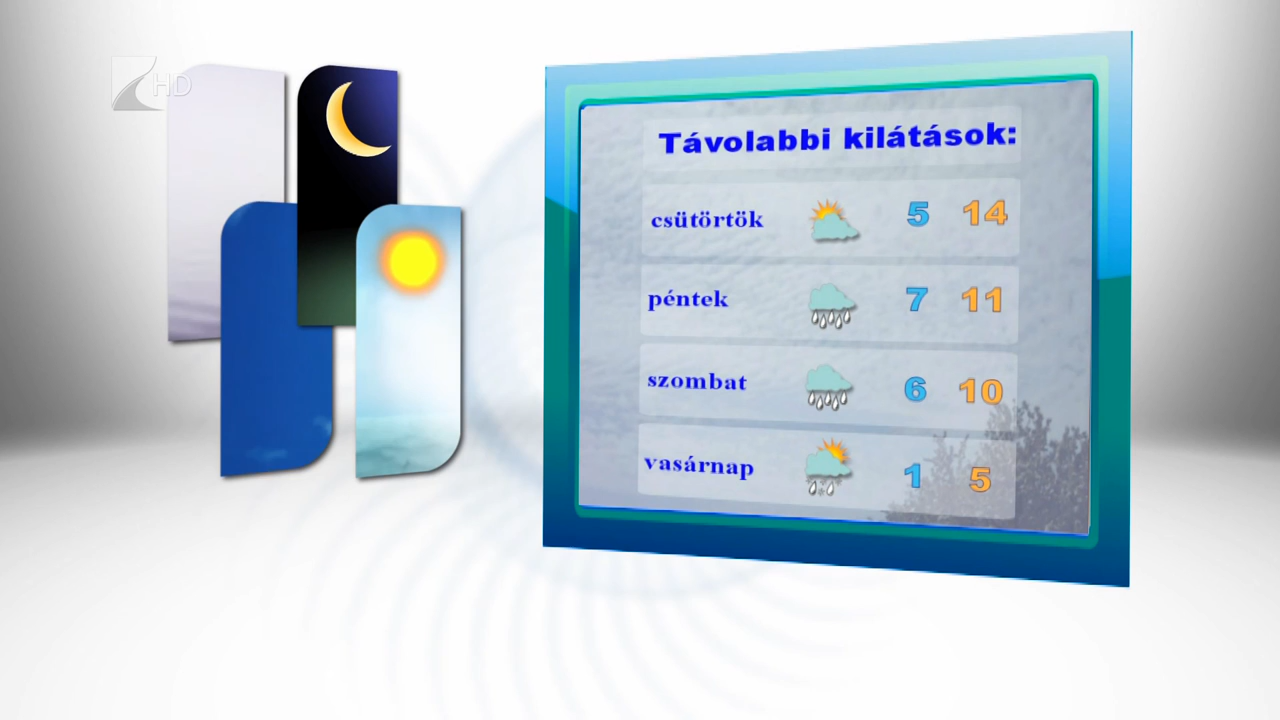 HD
Távolabbi kilátások:
csütörtök 5 14
péntek 7 11
szombat 6 10
vasárnap 1 5